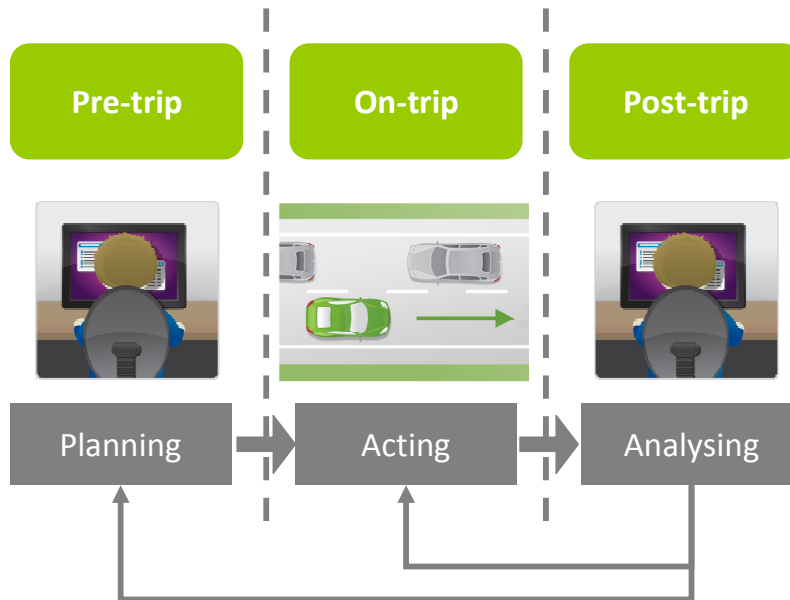 Pre-trip
On-trip
Post-trip
Planning
Acting
Analysing